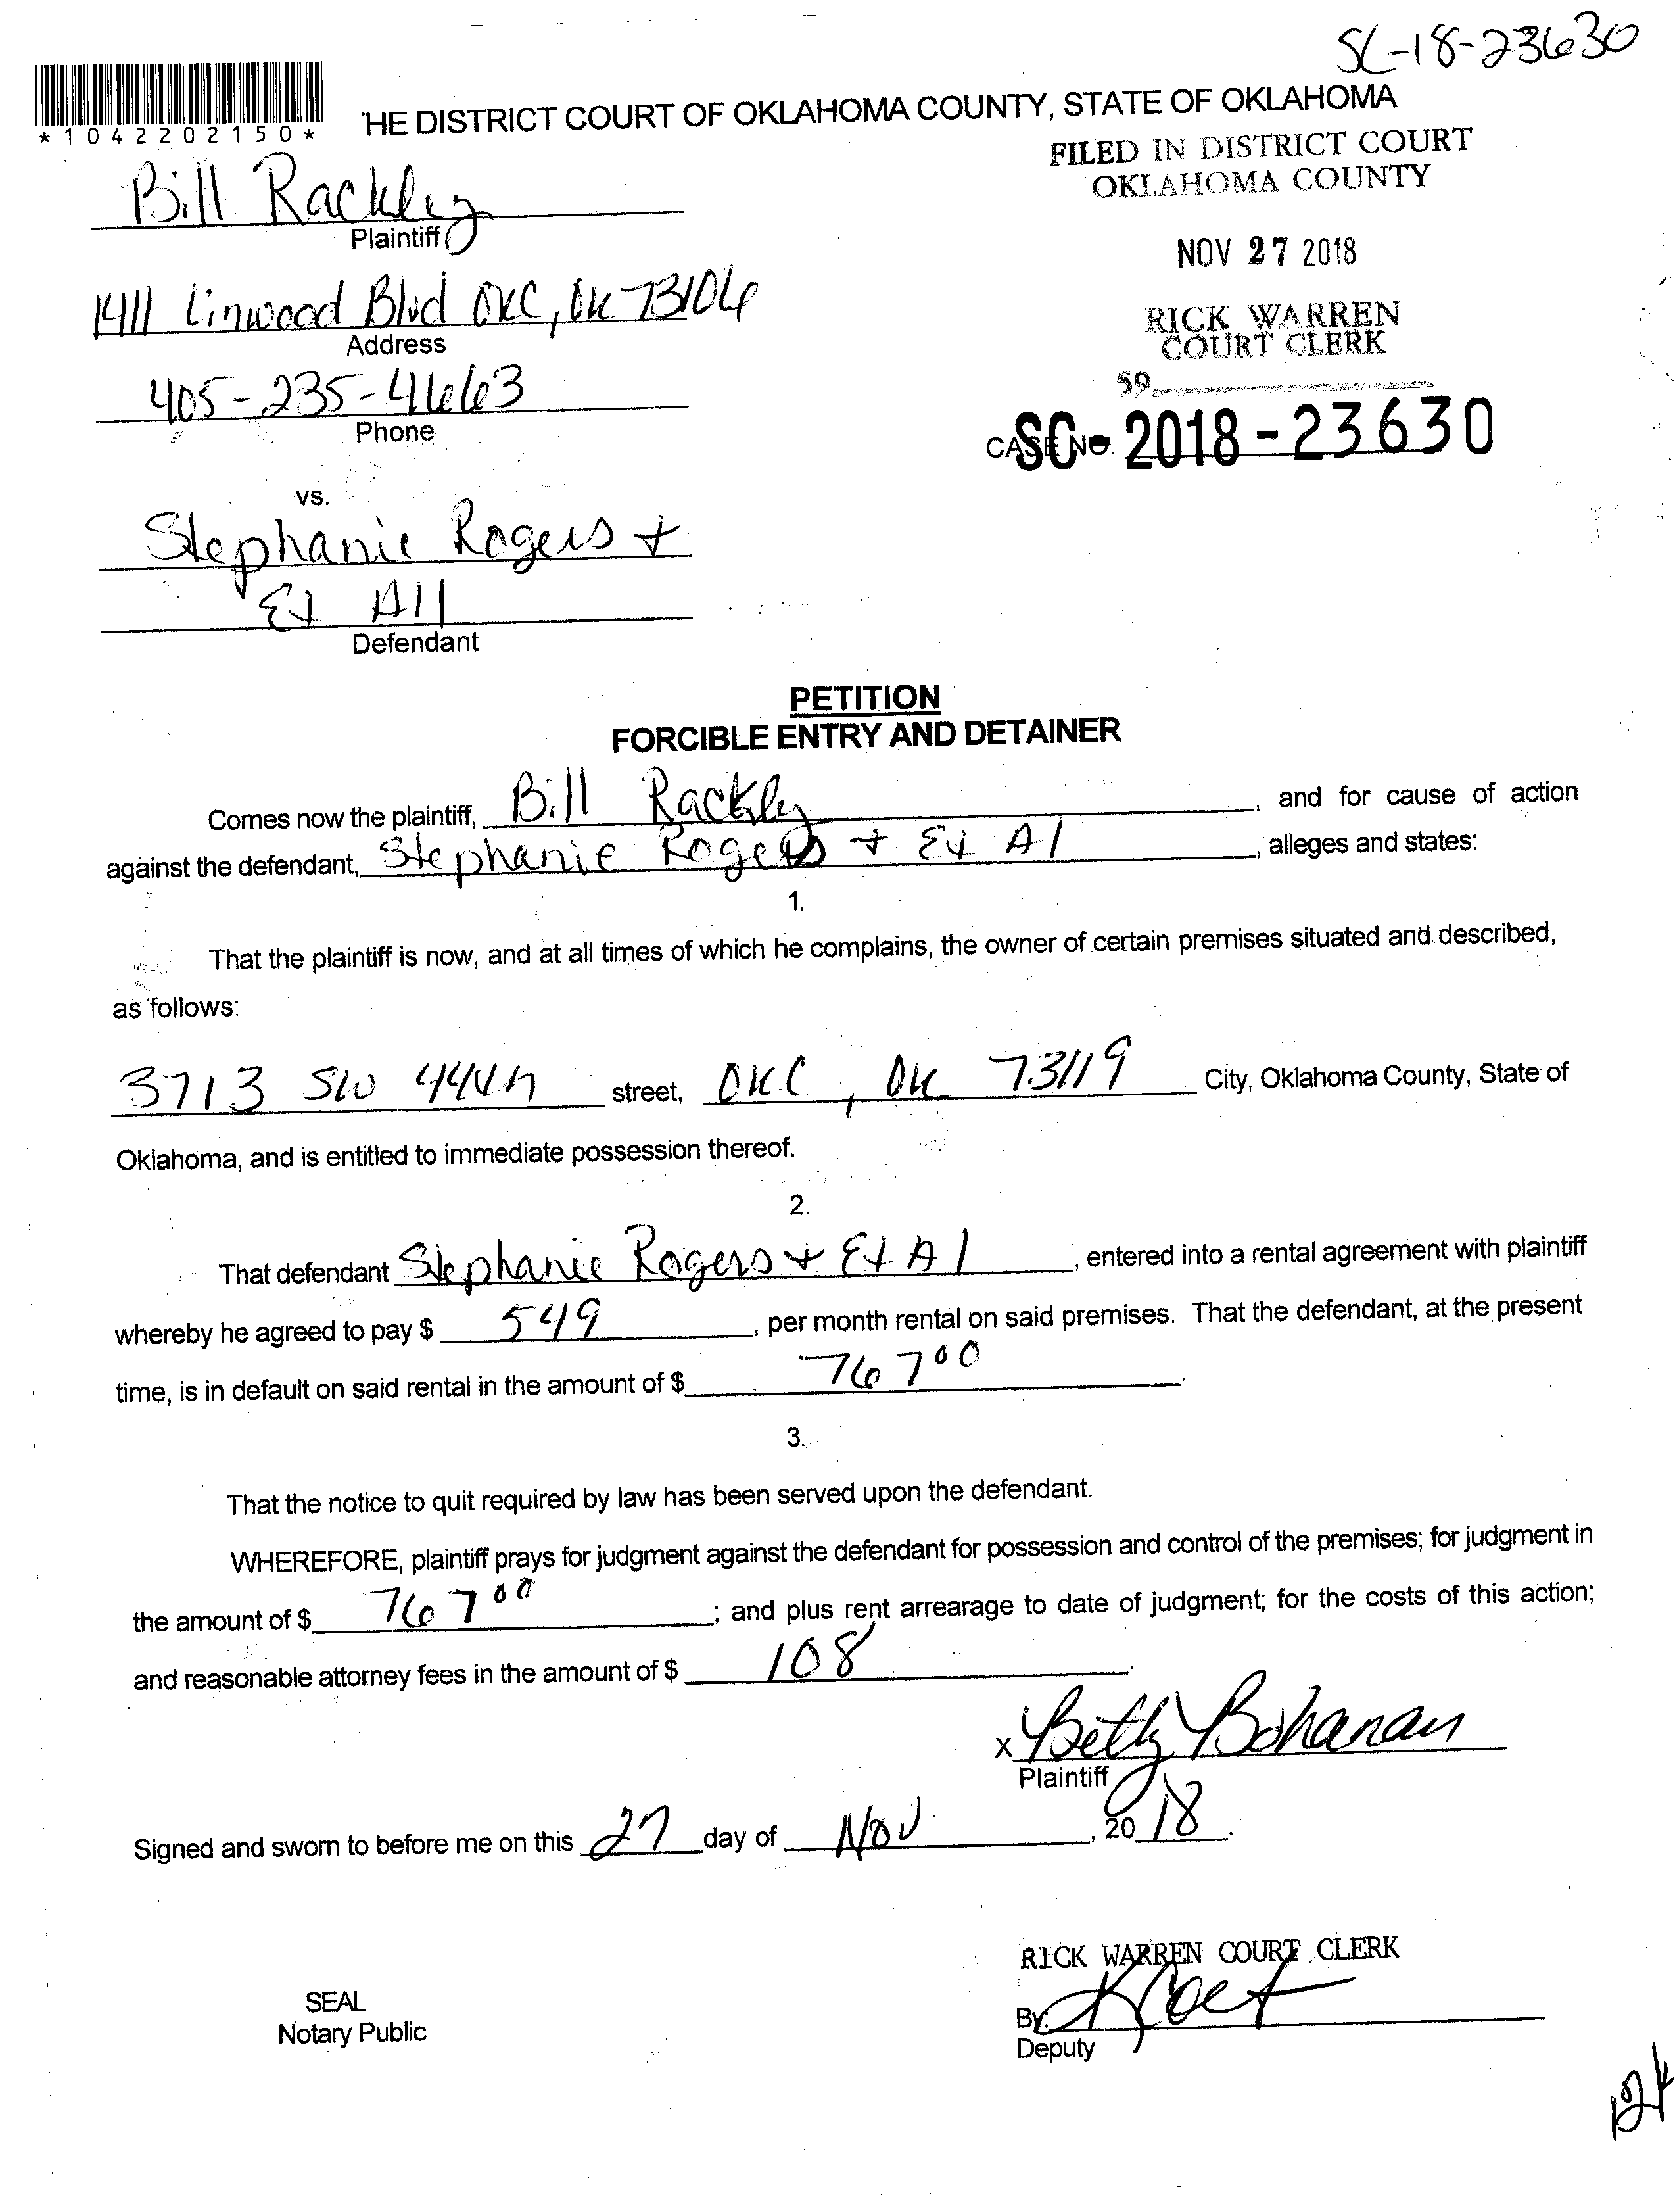 SC-18-23630
*1042202150*
HE DISTRICT COURT OF OKLAHOMA COUNTY, STATE OF OKLAHOMA
FILED IN DISTRICT COURT
OKLAHOMA COUNTY
Bill Rackley
Plaintiff
NOV 27 2018
1411 Linwood Blvd OKC, OK 73106
Address
RICK WARREN
COURT CLERK
405-235-4663
Phone
59
CASE NO. SC-2018-23630
vs.
Stephanie Rogers +
Et All
Defendant
PETITION
FORCIBLE ENTRY AND DETAINER
Comes now the plaintiff, Bill Rackley, and for cause of action
against the defendant, Stephanie Rogers + Et Al, alleges and states:
1.
That the plaintiff is now, and at all times of which he complains, the owner of certain premises situated and described,
as follows:
3713 SW 44th street, OKC, OK 73119 City, Oklahoma County, State of
Oklahoma, and is entitled to immediate possession thereof.
2.
That defendant Stephanie Rogers + Et Al, entered into a rental agreement with plaintiff
whereby he agreed to pay $ 549, per month rental on said premises. That the defendant, at the present
time, is in default on said rental in the amount of $ 767 00.
3.
That the notice to quit required by law has been served upon the defendant.
WHEREFORE, plaintiff prays for judgment against the defendant for possession and control of the premises; for judgment in
the amount of $ 767 00; and plus rent arrearage to date of judgment; for the costs of this action;
and reasonable attorney fees in the amount of $ 108.
x Betty Bohanan
Plaintiff
Signed and sworn to before me on this 27 day of Nov, 20 18.
RICK WARREN COURT CLERK
SEAL
Notary Public
By:
Deputy